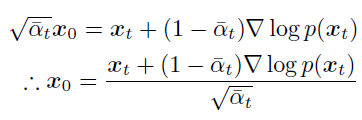 √ᾱₜ𝒙₀ = 𝒙ₜ + (1 − ᾱₜ)∇ log p(𝒙ₜ)
∴ 𝒙₀ = (𝒙ₜ + (1 − ᾱₜ)∇ log p(𝒙ₜ)) / √ᾱₜ